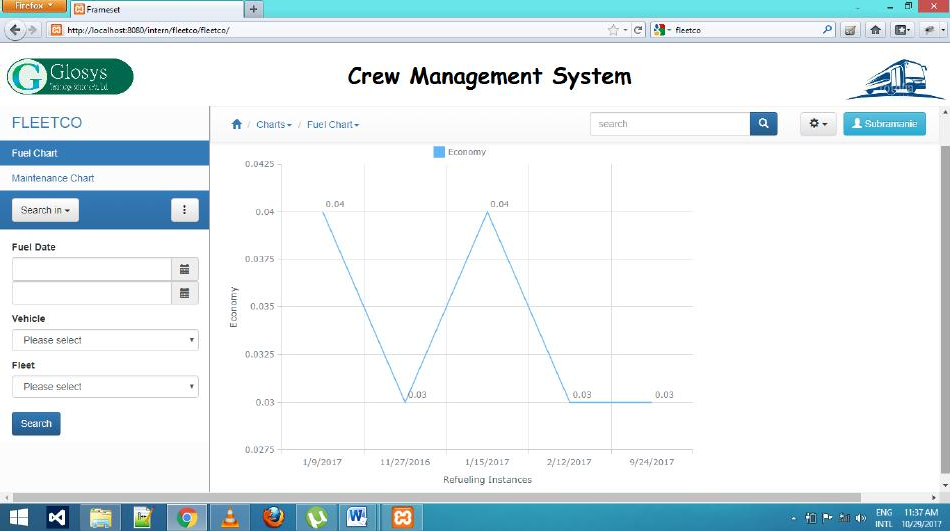 Firefox
Frameset
http://localhost:8080/intern/fleetco/fleetco/
fleetco
Glosys
Crew Management System
FLEETCO
Charts / Fuel Chart
search
Subramanie
Fuel Chart
Maintenance Chart
Search in
Fuel Date
Vehicle
Please select
Fleet
Please select
Search
Economy
0.0425
0.04
0.0375
0.035
0.0325
0.03
0.0275
Economy
0.04
0.03
0.04
0.03
0.03
1/9/2017
11/27/2016
1/15/2017
2/12/2017
9/24/2017
Refueling Instances
ENG
INTL
11:37 AM
10/29/2017